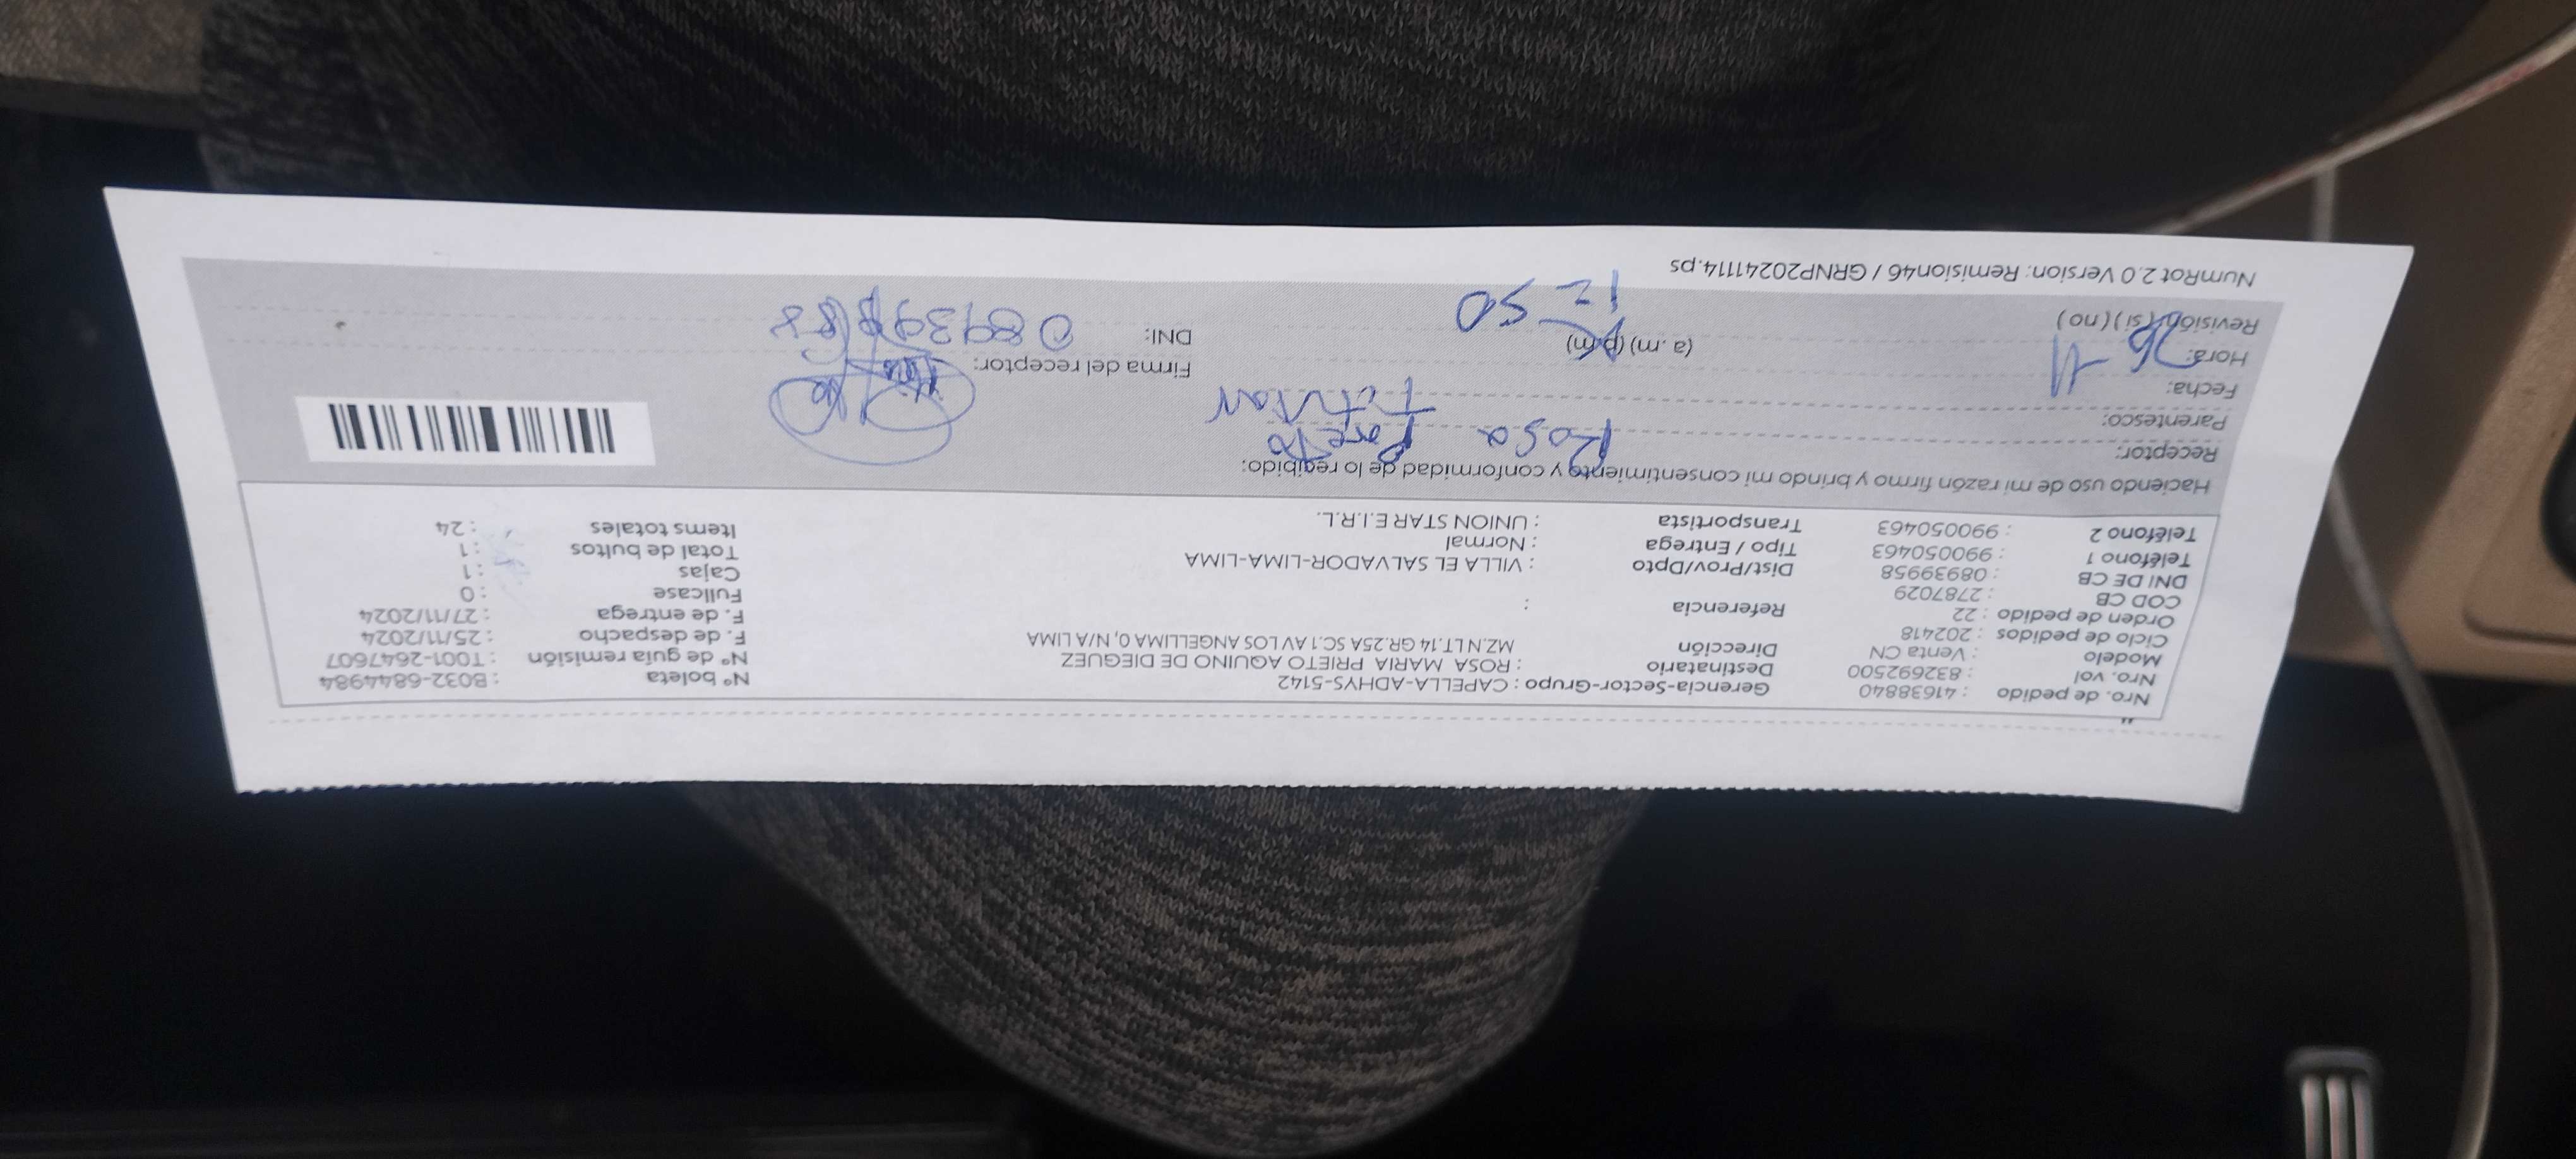 Nro. de pedido : 41638840 Gerencia-Sector-Grupo : CAPELLA-ADHYS-5142 N° boleta : B032-6844984
Nro. vol : 832692500 Destinatario : ROSA MARIA PRIETO AQUINO DE DIEGUEZ N° de guía remisión : T001-2647607
Modelo : Venta CN Dirección MZ.N LT.14 GR.25A SC.1 AV LOS ANGELLIMA 0, N/A LIMA F. de despacho : 25/11/2024
Ciclo de pedidos : 202418 F. de entrega : 27/11/2024
Orden de pedido : 22 Referencia : Fullcase : 0
COD CB : 2787029 Cajas : 1
DNI DE CB : 08939958 Dist/Prov/Dpto : VILLA EL SALVADOR-LIMA-LIMA Total de bultos : 1
Teléfono 1 : 990050463 Tipo / Entrega : Normal Items totales : 24
Teléfono 2 : 990050463 Transportista : UNION STAR E.I.R.L.
Haciendo uso de mi razón firmo y brindo mi consentimiento y conformidad de lo recibido:
Receptor: Rosa
Parentesco: titular
Fecha: 26 11
Hora: (a.m) (p.m) 12 50 Firma del receptor:
Revisión ( si ) ( no ) DNI:
NumRot 2.0 Version: Remision46 / GRNP20241114.ps